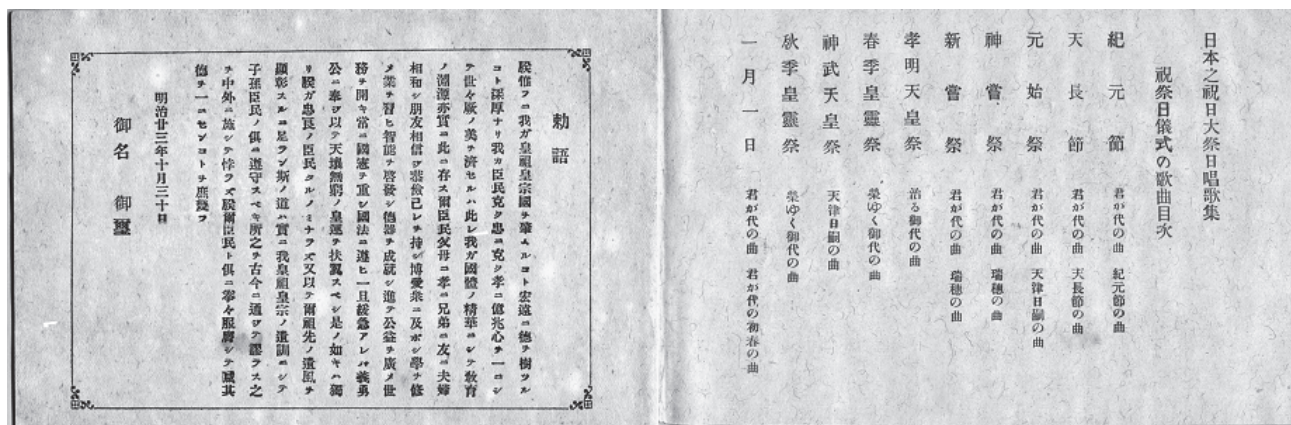 日本之祝日大祭日唱歌集
祝祭日儀式の歌曲目次
紀元節 君が代の曲 紀元節の曲
天長節 君が代の曲 天長節の曲
元始祭 君が代の曲 天津日嗣の曲
神嘗祭 君が代の曲 瑞穂の曲
新嘗祭 君が代の曲 瑞穂の曲
孝明天皇祭 治る御代の曲
春季皇靈祭 榮ゆく御代の曲
神武天皇祭 天津日嗣の曲
秋季皇靈祭 榮ゆく御代の曲
一月一日 君が代の曲 君が代の初春の曲
勅語
朕惟フニ我ガ皇祖皇宗國ヲ肇ムルコト宏遠ニ德ヲ樹ツル
コト深厚ナリ我カ臣民克ク忠ニ克ク孝ニ億兆心ヲ一ニシ
テ世々厥ノ美ヲ濟セルハ此レ我ガ國體ノ精華ニシテ敎育
ノ淵源亦實ニ此ニ存ス爾臣民父母ニ孝ニ兄弟ニ友ニ夫婦
相和シ朋友相信ジ恭儉己レヲ持シ博愛衆ニ及ボシ學ヲ修
メ業ヲ習ヒ智能ヲ啓發シ德器ヲ成就シ進テ公益ヲ廣メ世
務ヲ開キ常ニ國憲ヲ重シ國法ニ遵ヒ一旦緩急アレバ義勇
公ニ奉ジ以テ天壤無窮ノ皇運ヲ扶翼スベシ是ノ如キハ獨
リ朕ガ忠良ノ臣民タルノミナラズ又以テ爾祖先ノ遺風ヲ
顯彰スルニ足ラン斯ノ道ハ實ニ我皇祖皇宗ノ遺訓ニシテ
子孫臣民ノ俱ニ遵守スベキ所之ヲ古今ニ通ジテ謬ラス之
ヲ中外ニ施シテ悖ラズ朕爾臣民ト俱ニ拳々服膺シテ咸其
德ヲ一ニセンコトヲ庶幾フ
明治廿三年十月三十日
御名 御璽